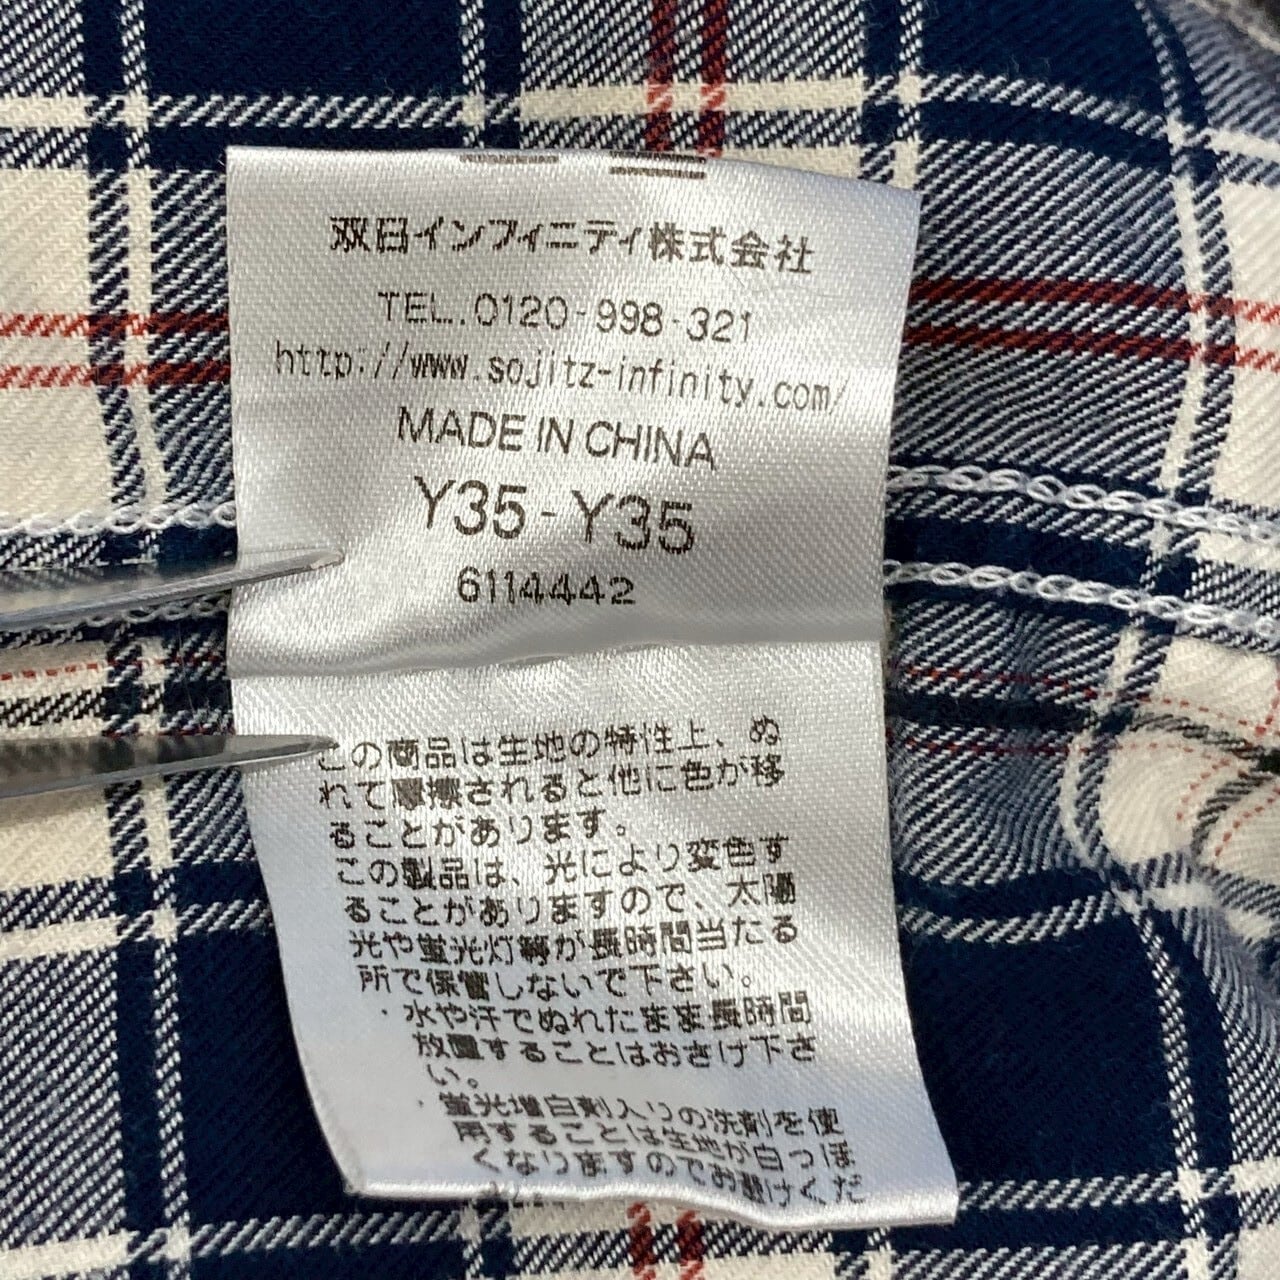 双日インフィニティ株式会社
TEL.0120-998-321
http://www.sojitz-infinity.com/
MADE IN CHINA
Y35-Y35
6114442
この商品は生地の特性上、ぬ
れて摩擦されると他に色が移
ることがあります。
この製品は、光により変色す
ることがありますので、太陽
光や蛍光灯等が長時間当たる
所で保管しないで下さい。
・水や汗でぬれたまま長時間
放置することはおさけ下さ
い。
・蛍光増白剤入りの洗剤を使
用することは生地が白っぽ
くなりますのでお避けくだ